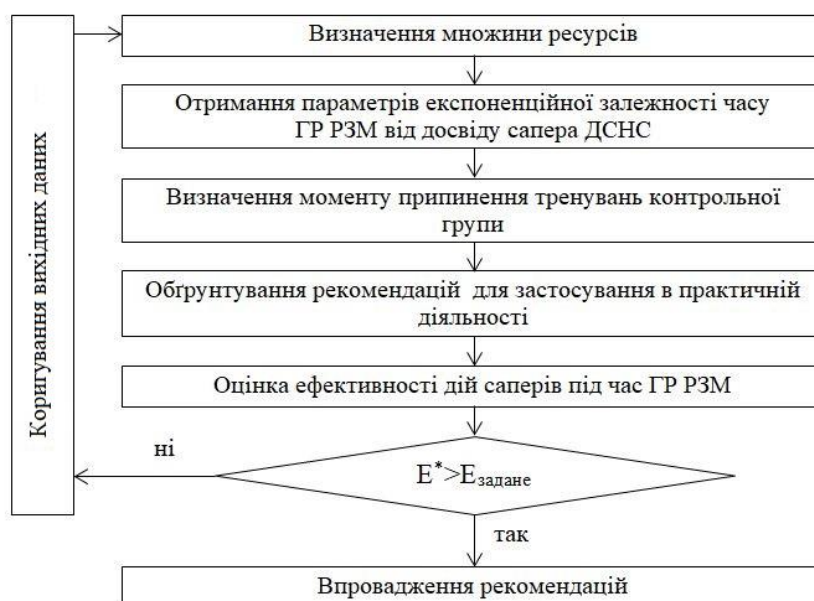 Коригування вихідних даних
Визначення множини ресурсів
Отримання параметрів експоненційної залежності часу
ГР РЗМ від досвіду сапера ДСНС
Визначення моменту припинення тренувань контрольної
групи
Обґрунтування рекомендацій для застосування в практичній
діяльності
Оцінка ефективності дій саперів під час ГР РЗМ
ні
E*>Eзадане
так
Впровадження рекомендацій